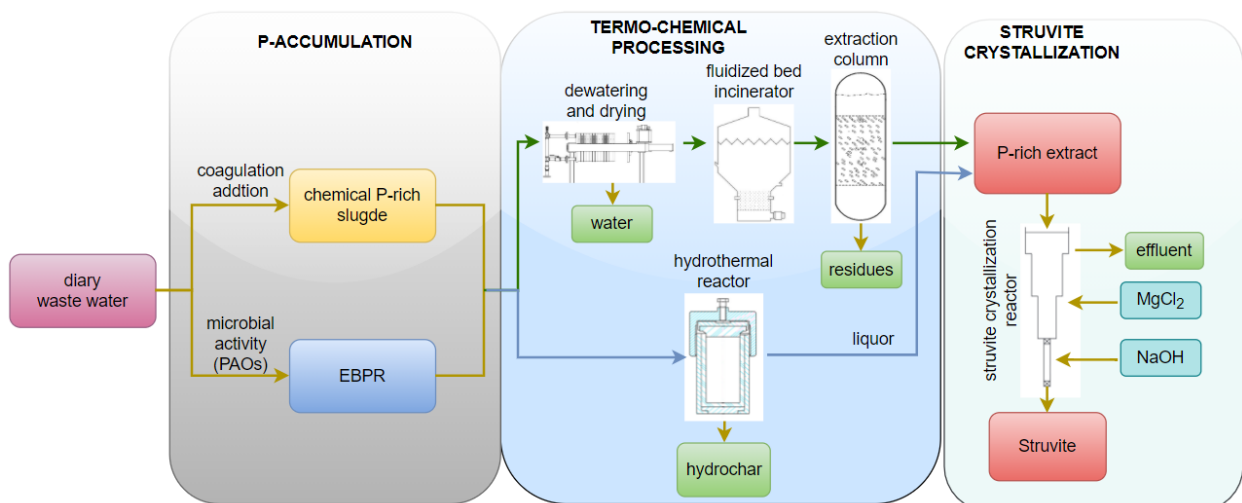 P-ACCUMULATION
TERMO-CHEMICAL
PROCESSING
STRUVITE
CRYSTALLIZATION
diary
waste water
coagulation
addtion
chemical P-rich
slugde
microbial
activity
(PAOs)
EBPR
dewatering
and drying
water
fluidized bed
incinerator
extraction
column
residues
hydrothermal
reactor
hydrochar
liquor
P-rich extract
struvite crystallization
reactor
effluent
MgCl2
NaOH
Struvite